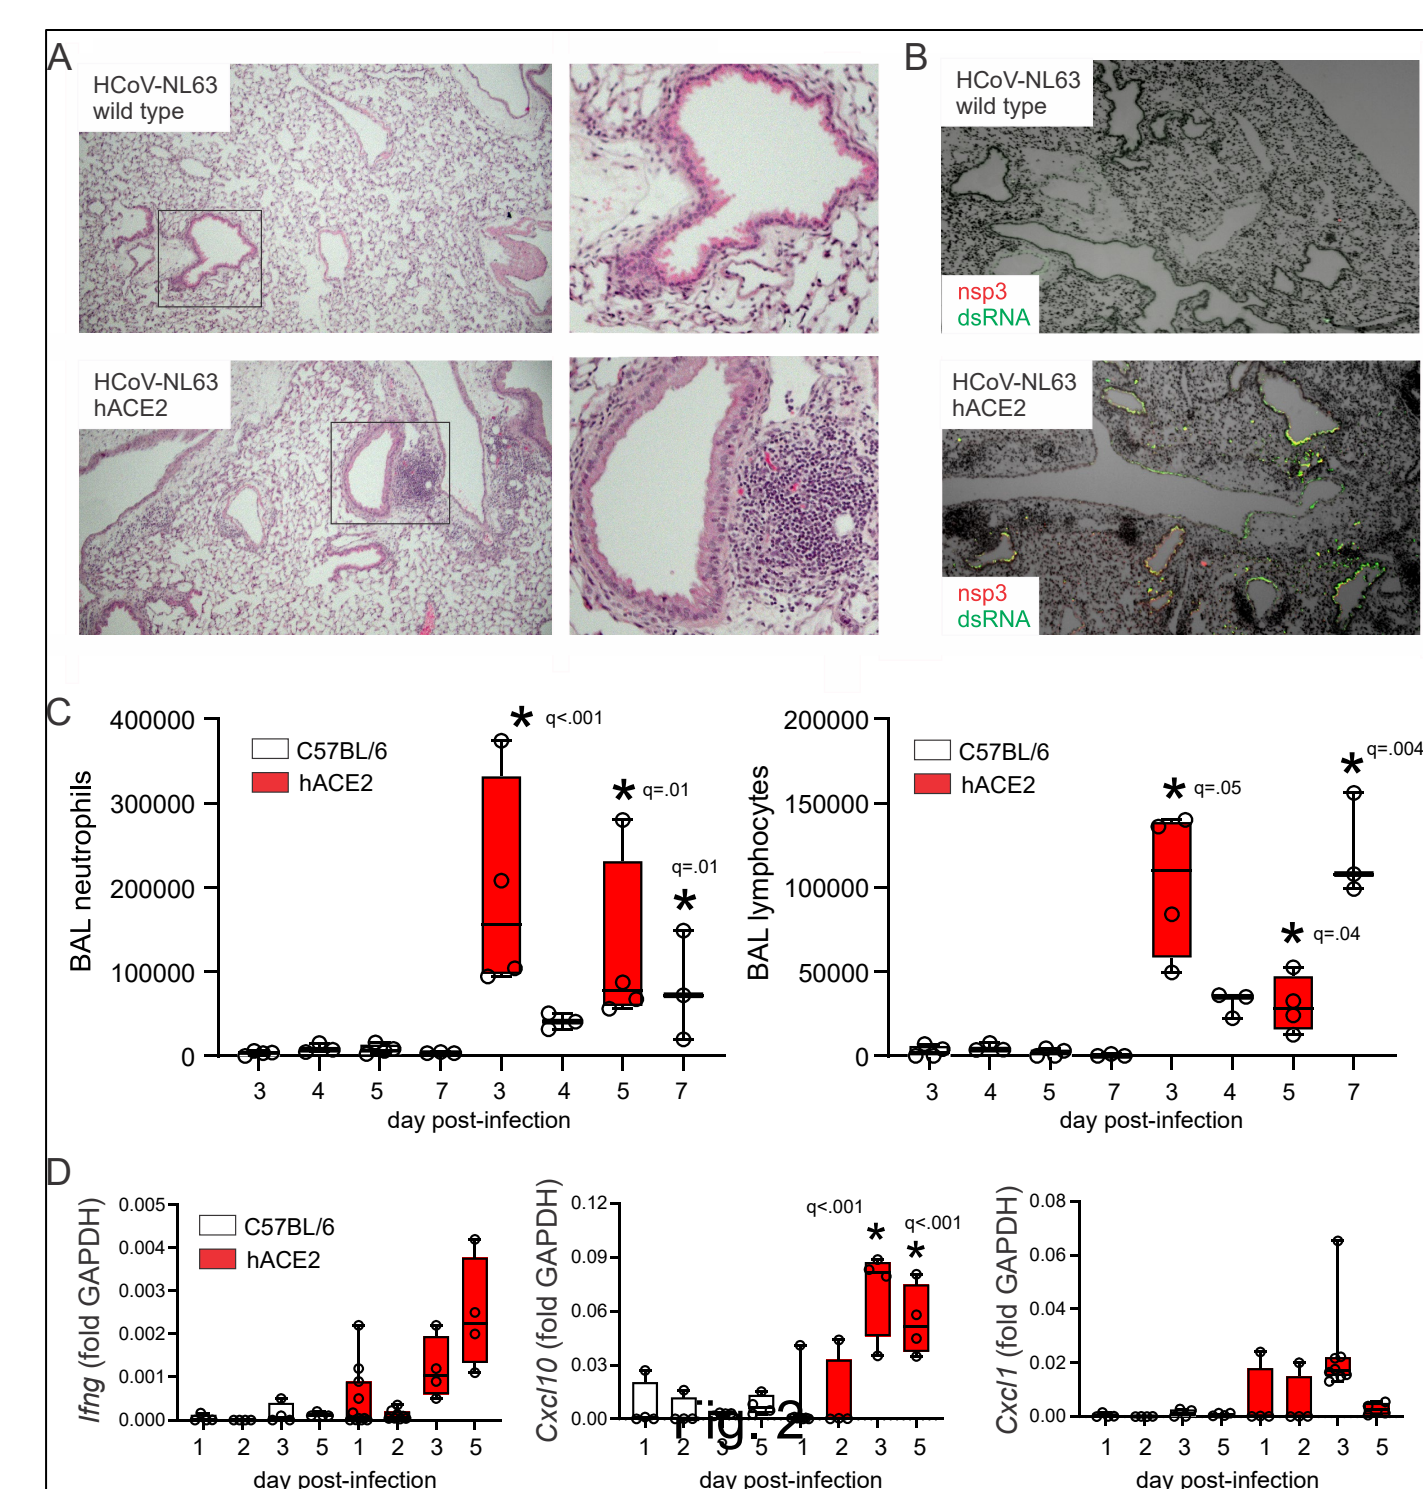 A
HCoV-NL63
wild type
HCoV-NL63
hACE2
B
HCoV-NL63
wild type
nsp3
dsRNA
HCoV-NL63
hACE2
nsp3
dsRNA
C
BAL neutrophils
400000
300000
200000
100000
0
C57BL/6
hACE2
* q<.001
* q=.01
q=.01
*
3 4 5 7 3 4 5 7
day post-infection
BAL lymphocytes
200000
150000
100000
50000
0
C57BL/6
hACE2
* q=.05
* q=.04
* q=.004
3 4 5 7 3 4 5 7
day post-infection
D
Ifng (fold GAPDH)
0.005
0.004
0.003
0.002
0.001
0.000
C57BL/6
hACE2
1 2 3 5 1 2 3 5
day post-infection
Cxcl10 (fold GAPDH)
0.12
0.09
0.06
0.03
0.00
q<.001
*
q<.001
*
1 2 3 5 1 2 3 5
day post-infection
Fig. 2
Cxcl1 (fold GAPDH)
0.08
0.06
0.04
0.02
0.00
1 2 3 5 1 2 3 5
day post-infection